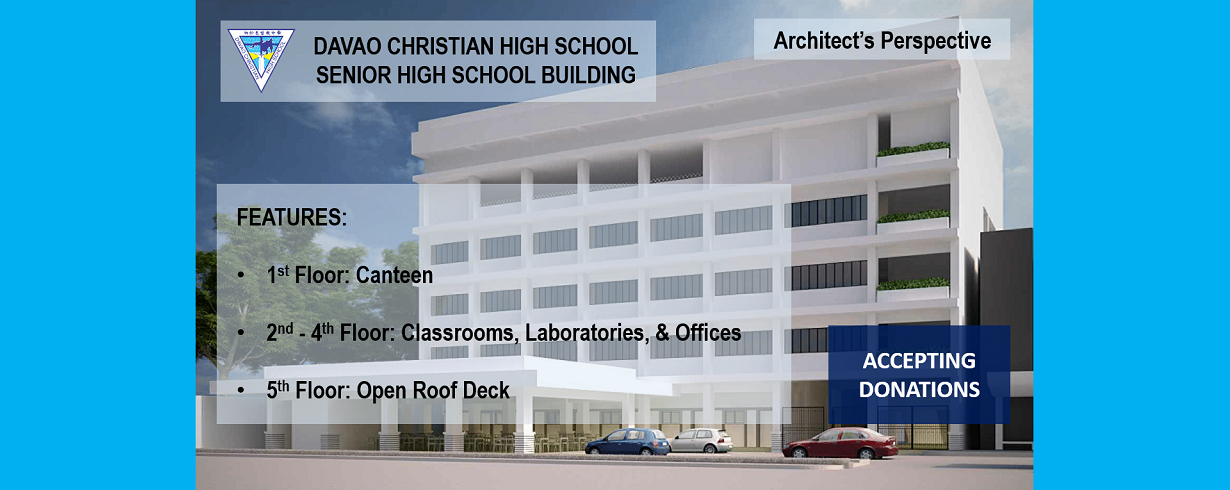 DAVAO CHRISTIAN HIGH SCHOOL
SENIOR HIGH SCHOOL BUILDING
Architect's Perspective
FEATURES:
• 1st Floor: Canteen
• 2nd - 4th Floor: Classrooms, Laboratories, & Offices
• 5th Floor: Open Roof Deck
ACCEPTING
DONATIONS